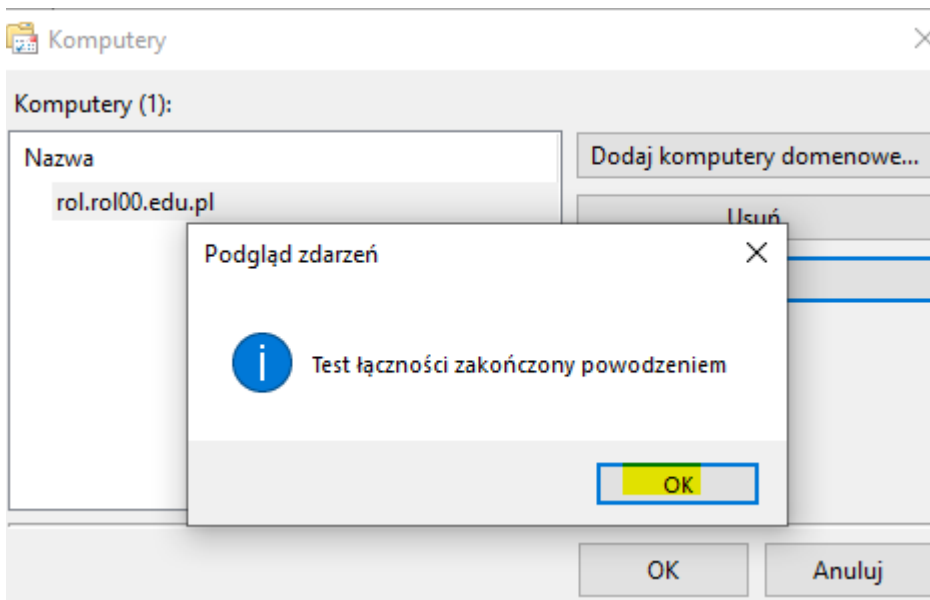 Komputery
Komputery (1):
Nazwa
Dodaj komputery domenowe...
rol.rol00.edu.pl
Usuń
Podgląd zdarzeń
Test łączności zakończony powodzeniem
OK
OK
Anuluj